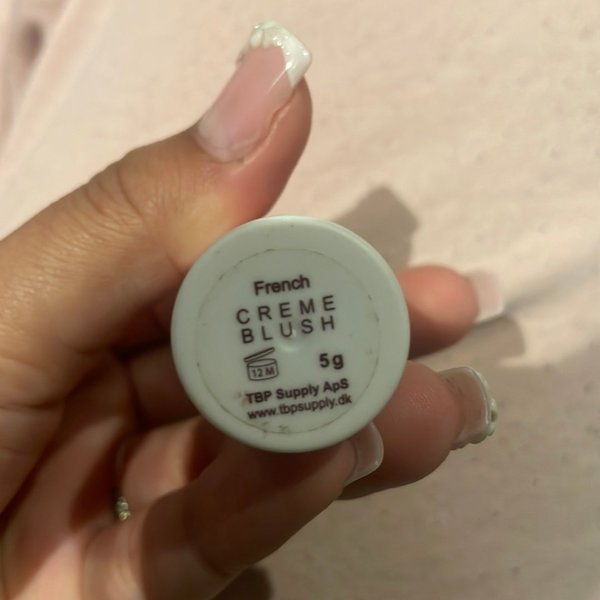 French
CREME
BLUSH
12 M
5g
TBP Supply ApS
www.tbpsupply.dk